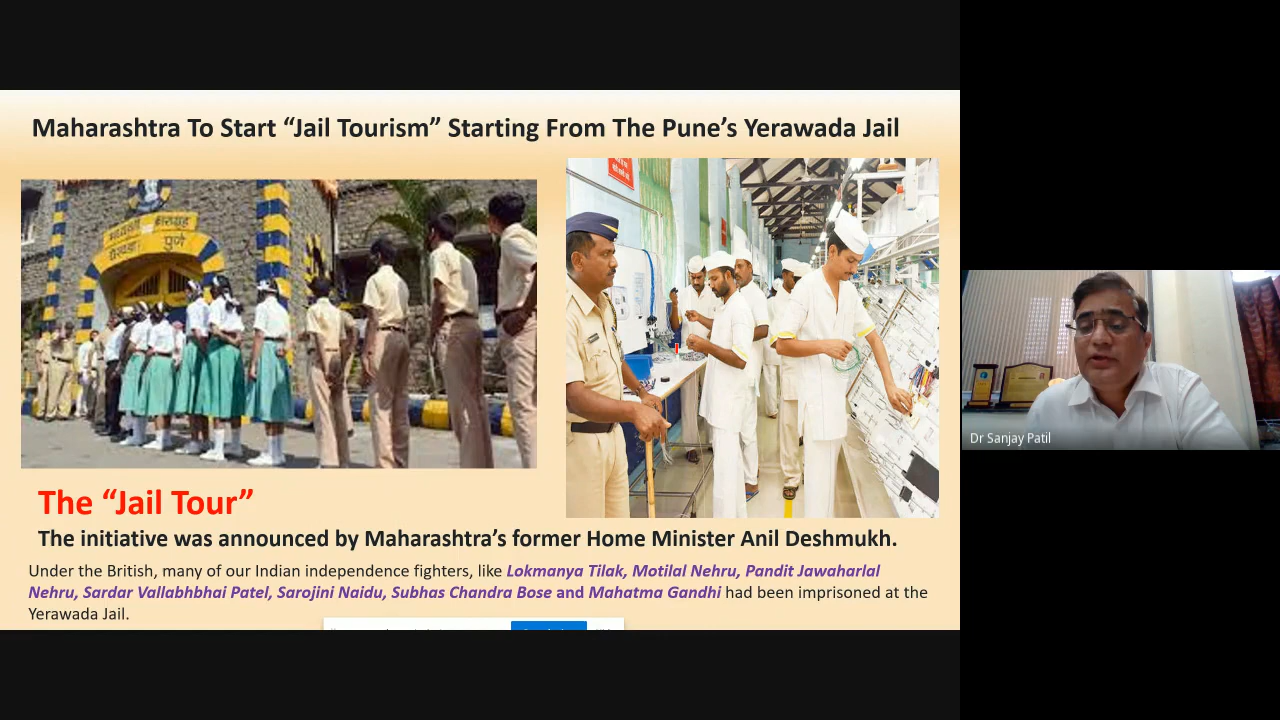 Maharashtra To Start “Jail Tourism” Starting From The Pune’s Yerawada Jail
मध्यवर्ती कारागृह
येरवडा पुणे
The “Jail Tour”
The initiative was announced by Maharashtra’s former Home Minister Anil Deshmukh.
Under the British, many of our Indian independence fighters, like Lokmanya Tilak, Motilal Nehru, Pandit Jawaharlal
Nehru, Sardar Vallabhbhai Patel, Sarojini Naidu, Subhas Chandra Bose and Mahatma Gandhi had been imprisoned at the
Yerawada Jail.
Dr Sanjay Patil